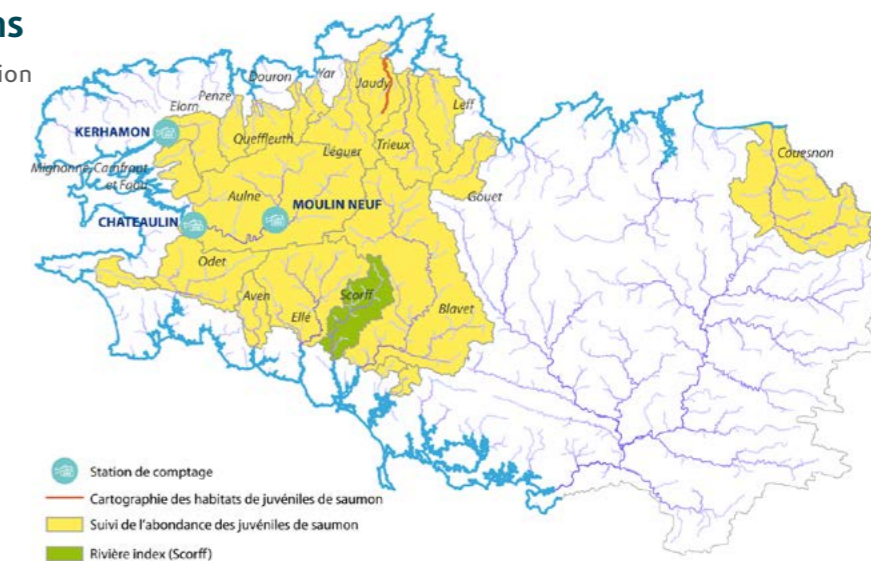 ns
ion
Penze
Douron
Yar
Jaudy
Elorn
Leff
KERHAMON
Queffleuth
Trieux
Léguer
Couesnon
Mignonne, Camfrout
et Faou
Aulne
Gouet
MOULIN NEUF
CHATEAULIN
Odet
Aven
Scorff
Ellé
Blavet
Station de comptage
Cartographie des habitats de juvéniles de saumon
Suivi de l'abondance des juvéniles de saumon
Rivière index (Scorff)